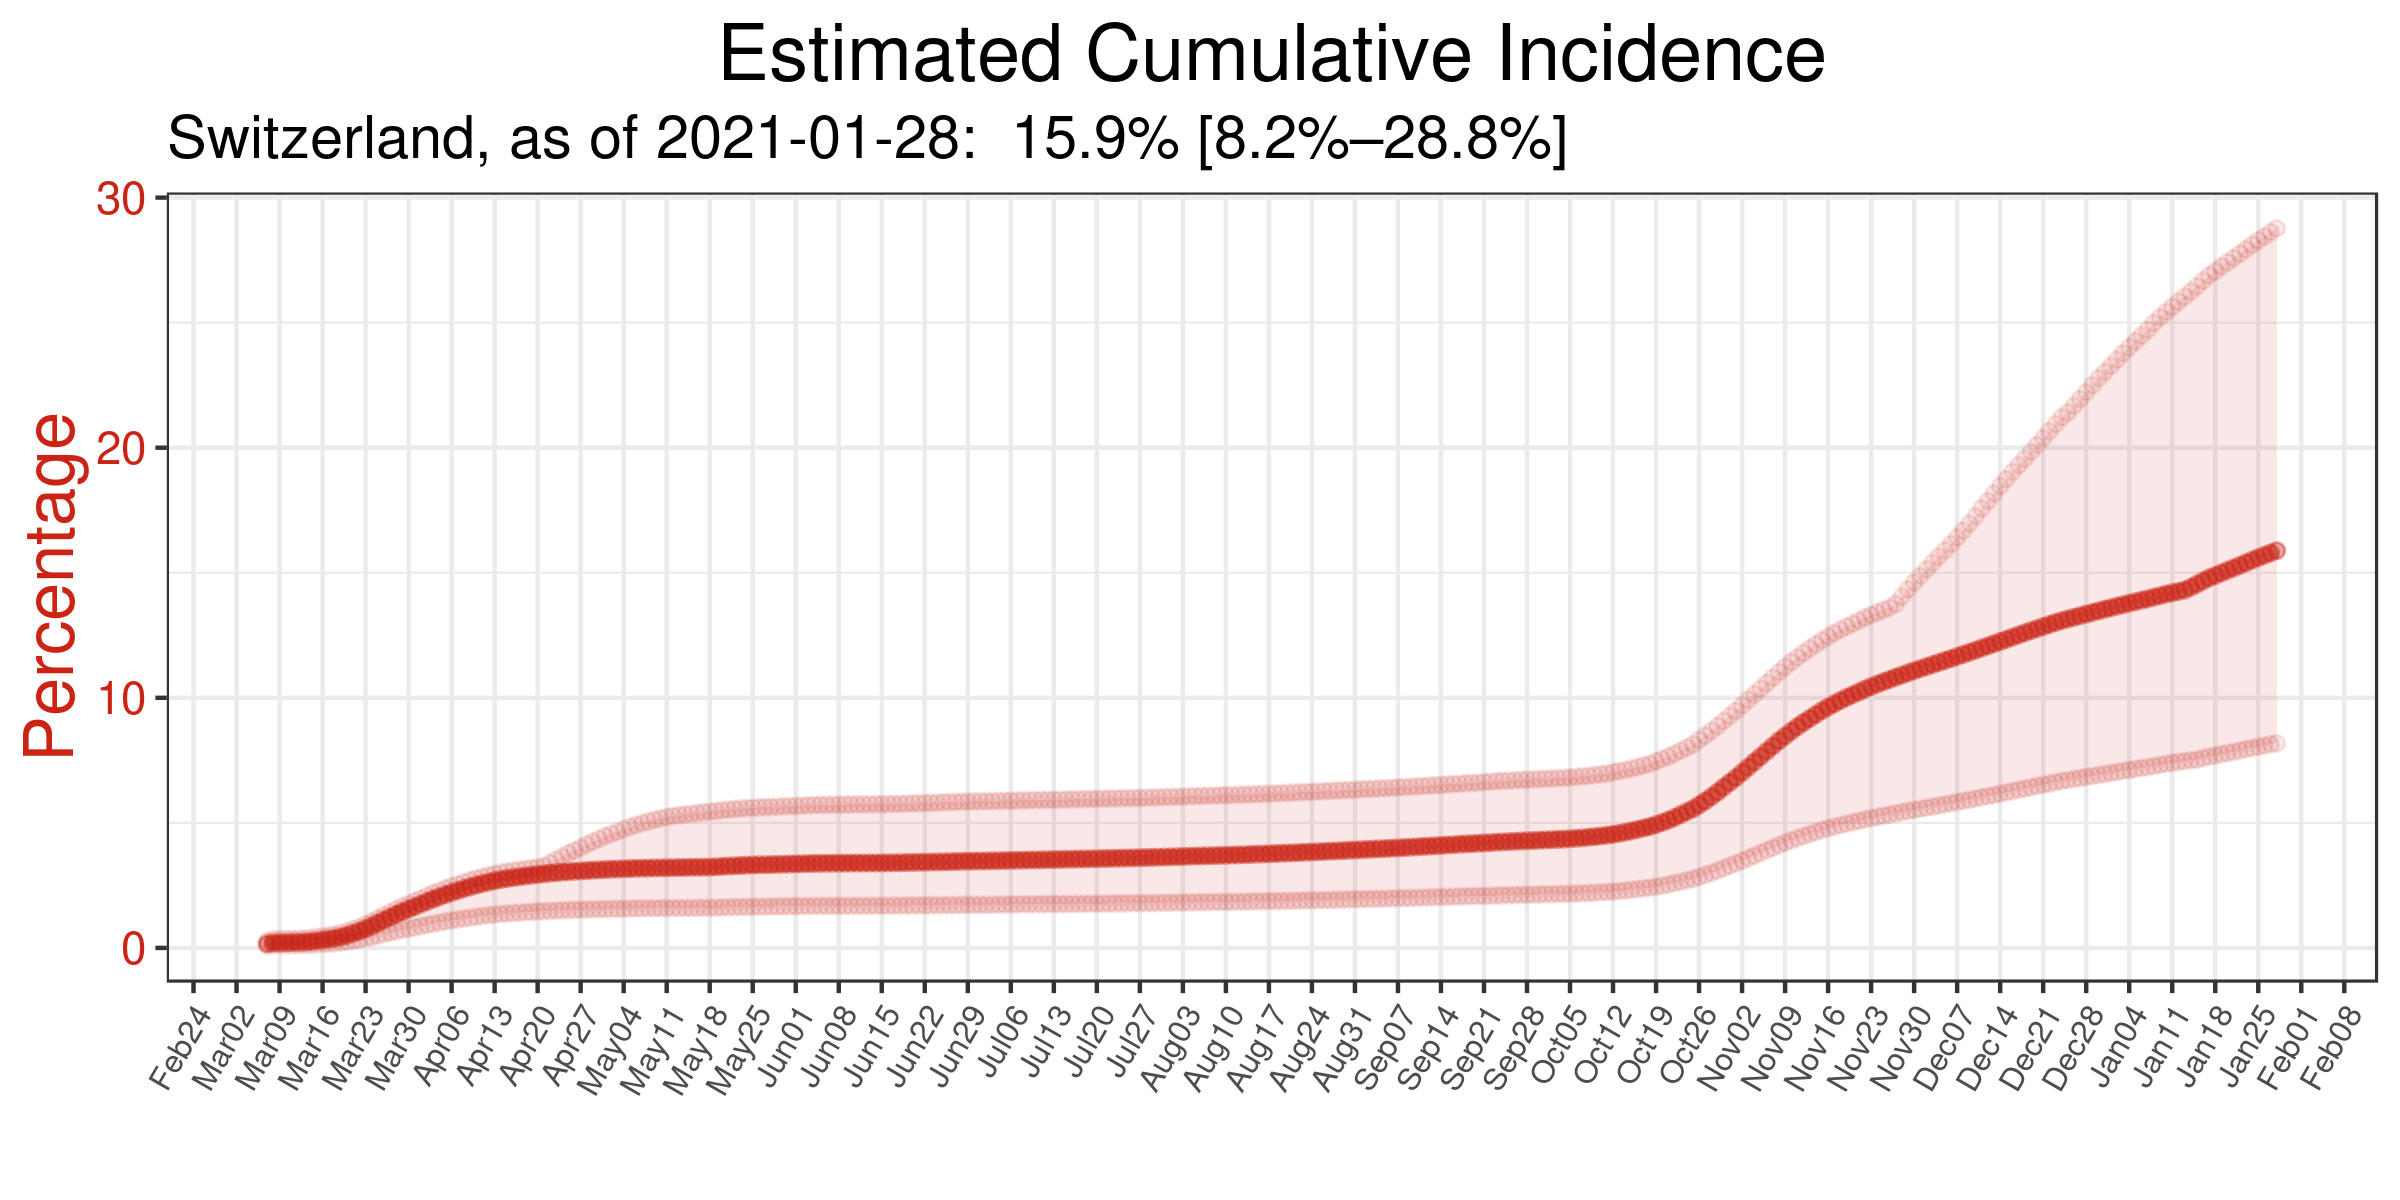 Estimated Cumulative Incidence
Switzerland, as of 2021-01-28:  15.9% [8.2%–28.8%]
Percentage
30
20
10
0
Feb24
Mar02
Mar09
Mar16
Mar23
Mar30
Apr06
Apr13
Apr20
Apr27
May04
May11
May18
May25
Jun01
Jun08
Jun15
Jun22
Jun29
Jul06
Jul13
Jul20
Jul27
Aug03
Aug10
Aug17
Aug24
Aug31
Sep07
Sep14
Sep21
Sep28
Oct05
Oct12
Oct19
Oct26
Nov02
Nov09
Nov16
Nov23
Nov30
Dec07
Dec14
Dec21
Dec28
Jan04
Jan11
Jan18
Jan25
Feb01
Feb08